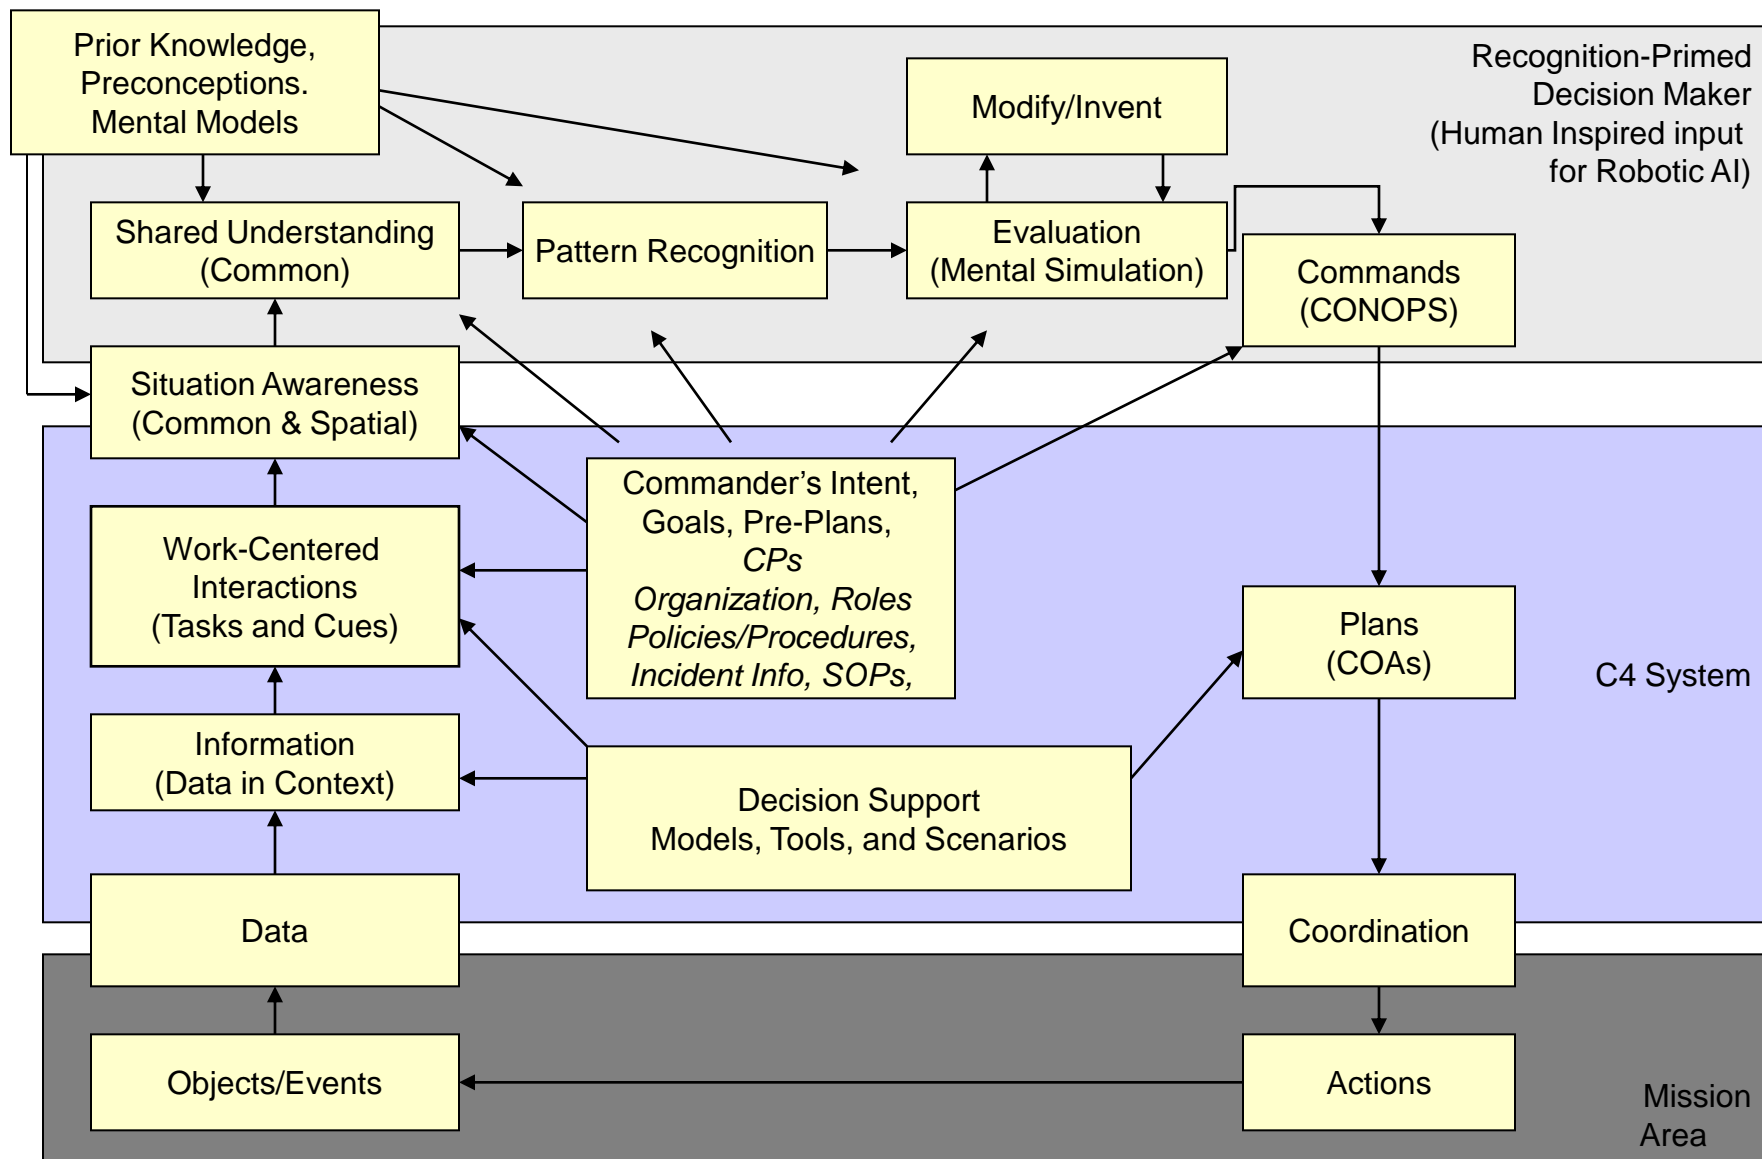 Prior Knowledge,
Preconceptions.
Mental Models
Recognition-Primed
Decision Maker
(Human Inspired input
for Robotic AI)
Modify/Invent
Shared Understanding
(Common)
Pattern Recognition
Evaluation
(Mental Simulation)
Commands
(CONOPS)
Situation Awareness
(Common & Spatial)
Commander’s Intent,
Goals, Pre-Plans,
CPs
Organization, Roles
Policies/Procedures,
Incident Info, SOPs,
Work-Centered
Interactions
(Tasks and Cues)
Plans
(COAs)
C4 System
Information
(Data in Context)
Decision Support
Models, Tools, and Scenarios
Data
Coordination
Objects/Events
Actions
Mission
Area